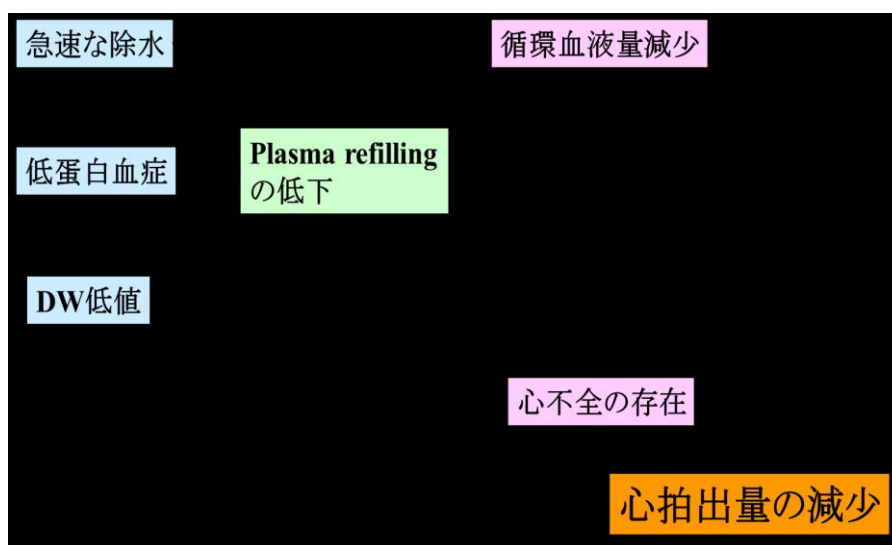 急速な除水
循環血液量減少
低蛋白血症
Plasma refilling
の低下
DW低値
心不全の存在
心拍出量の減少